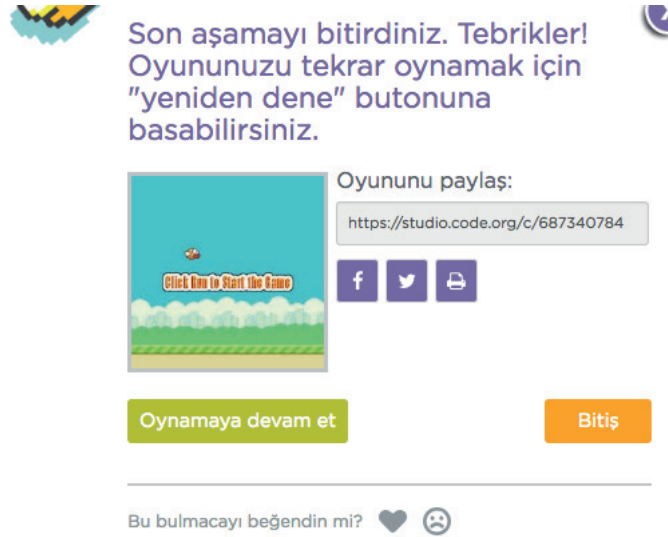 Son aşamayı bitirdiniz. Tebrikler!
Oyununuzu tekrar oynamak için
"yeniden dene" butonuna
basabilirsiniz.
Oyununu paylaş:
https://studio.code.org/c/687340784
Click Run to Start the Game
Oynamaya devam et
Bitiş
Bu bulmacayı beğendin mi?